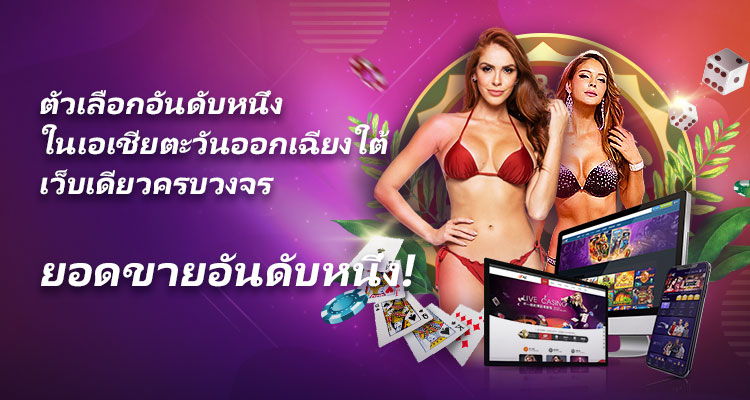 ตัวเลือกอันดับหนึ่ง
ในเอเชียตะวันออกเฉียงใต้
เว็บเดียวครบวงจร
ยอดขายอันดับหนึ่ง!
LIVE CASINO